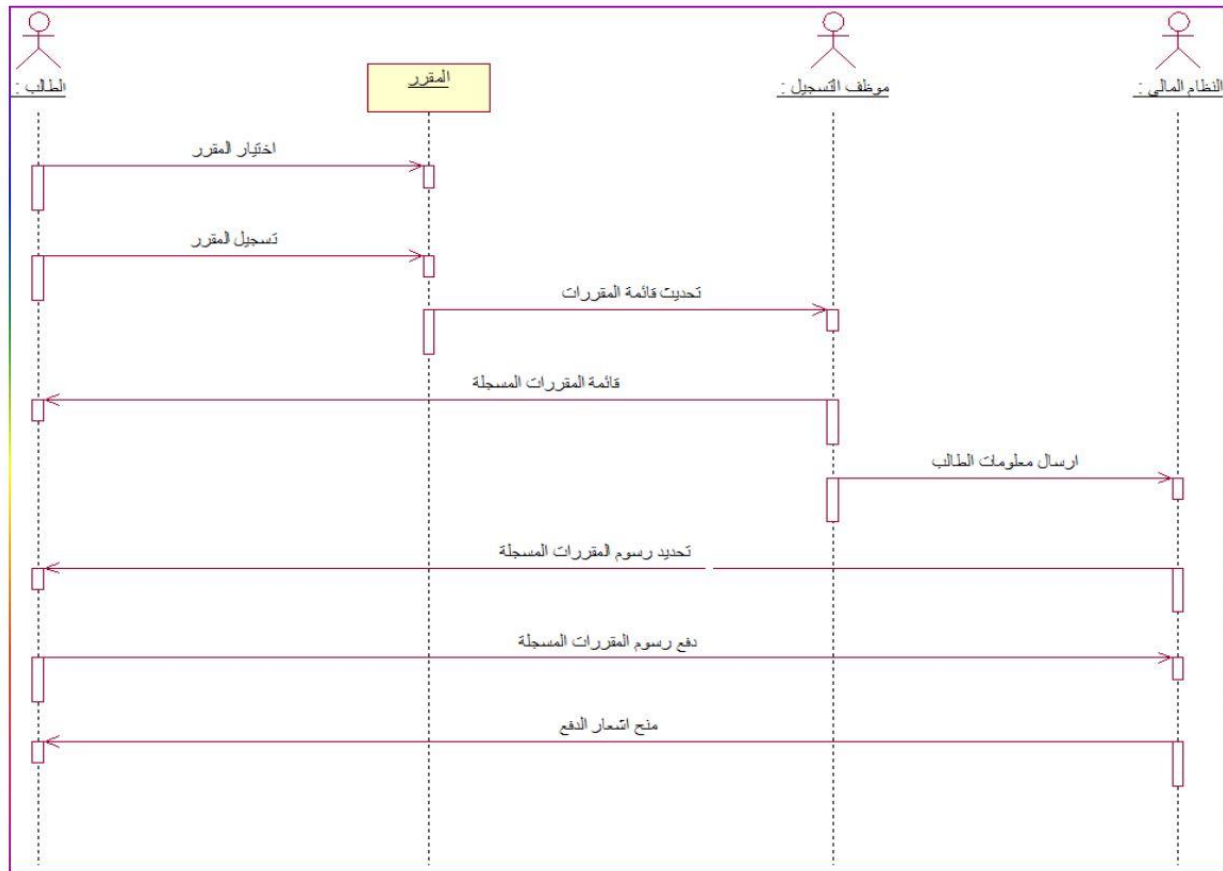 الطالب :
المقرر
موظف التسجيل :
النظام المالى :
اختيار المقرر
تسجيل المقرر
تحديث قائمة المقررات
قائمة المقررات المسجلة
ارسال معلومات الطالب
تحديد رسوم المقررات المسجلة
دفع رسوم المقررات المسجلة
منح اشعار الدفع